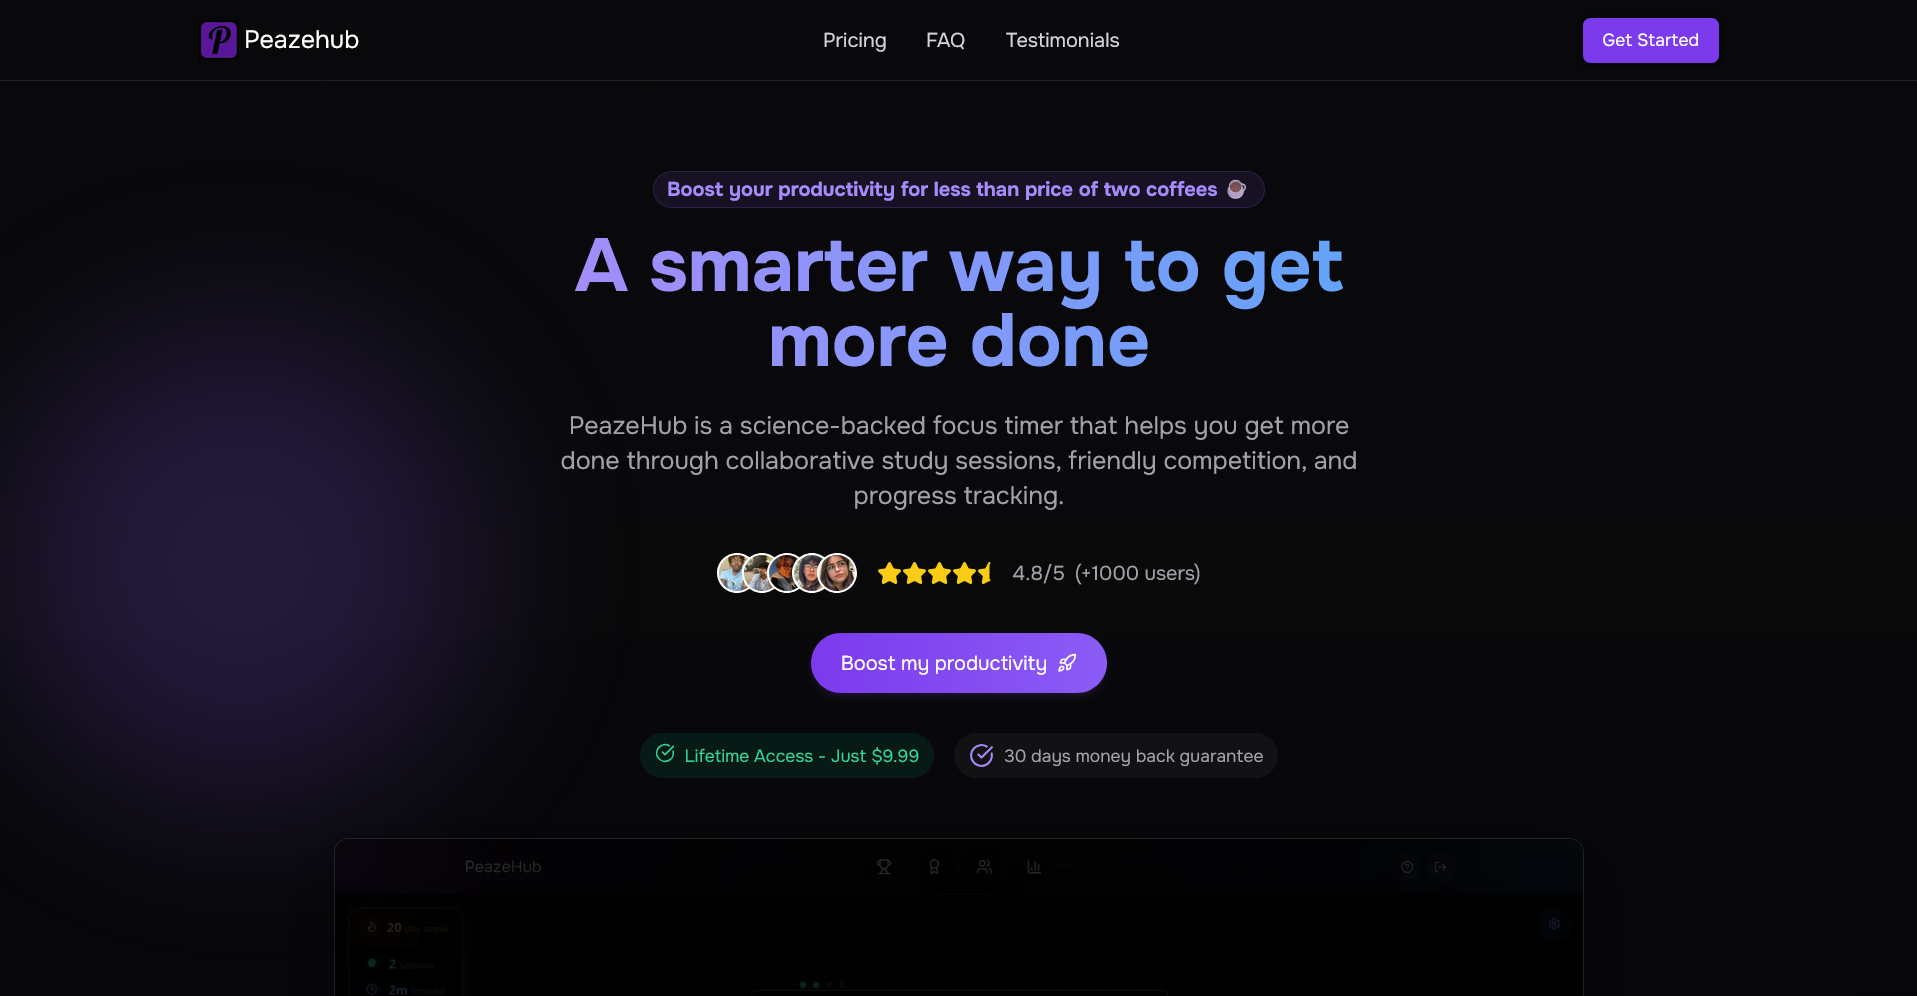 Peazehub
Pricing FAQ Testimonials
Get Started
Boost your productivity for less than price of two coffees
A smarter way to get
more done
PeazeHub is a science-backed focus timer that helps you get more
done through collaborative study sessions, friendly competition, and
progress tracking.
4.8/5 (+1000 users)
Boost my productivity
Lifetime Access - Just $9.99
30 days money back guarantee
PeazeHub
20 day streak
2 sessions
2m focused